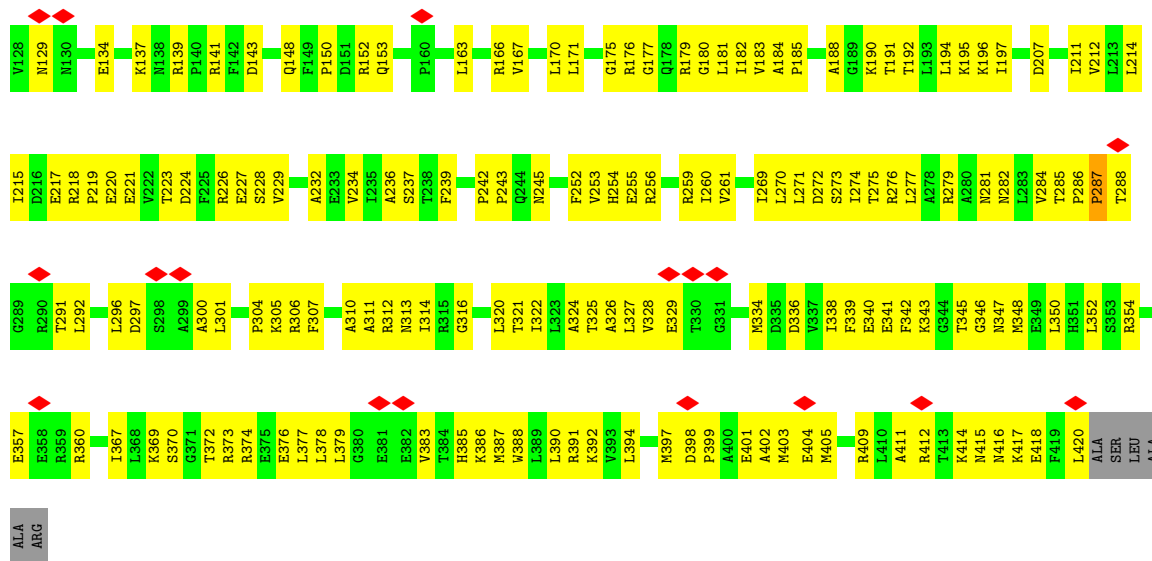 V128 N129 N130 E134 K137 N138 R139 P140 R141 F142 D143 Q148 F149 P150 D151 R152 Q153 P160 L163 R166 V167 L170 L171 G175 R176 G177 Q178 R179 G180 L181 I182 V183 A184 P185 A188 G189 K190 T191 T192 L193 L194 K195 K196 I197 D207 I211 V212 L213 L214
I215 D216 E217 R218 P219 E220 E221 V222 T223 D224 F225 R226 E227 S228 V229 A232 E233 V234 I235 A236 S237 T238 F239 P242 P243 Q244 N245 F252 V253 H254 E255 R256 R259 I260 V261 I269 L270 L271 D272 S273 I274 T275 R276 L277 A278 R279 A280 N281 N282 L283 V284 T285 P286 P287 T288
G289 R290 T291 L292 L296 D297 S298 A299 A300 L301 P304 K305 R306 F307 A310 A311 R312 N313 I314 R315 G316 L320 T321 I322 L323 A324 T325 A326 L327 V328 E329 T330 G331 M334 D335 D336 V337 I338 F339 E340 E341 F342 K343 G344 T345 G346 N347 M348 E349 L350 H351 L352 S353 R354
E357 E358 R359 R360 I367 L368 K369 S370 G371 T372 R373 R374 E375 E376 L377 L378 L379 G380 E381 E382 V383 T384 H385 K386 M387 W388 L389 L390 R391 K392 V393 L394 M397 D398 P399 A400 E401 A402 M403 E404 M405 R409 L410 A411 R412 T413 K414 N415 N416 K417 E418 F419 L420 ALA SER LEU ALA
ALA ARG